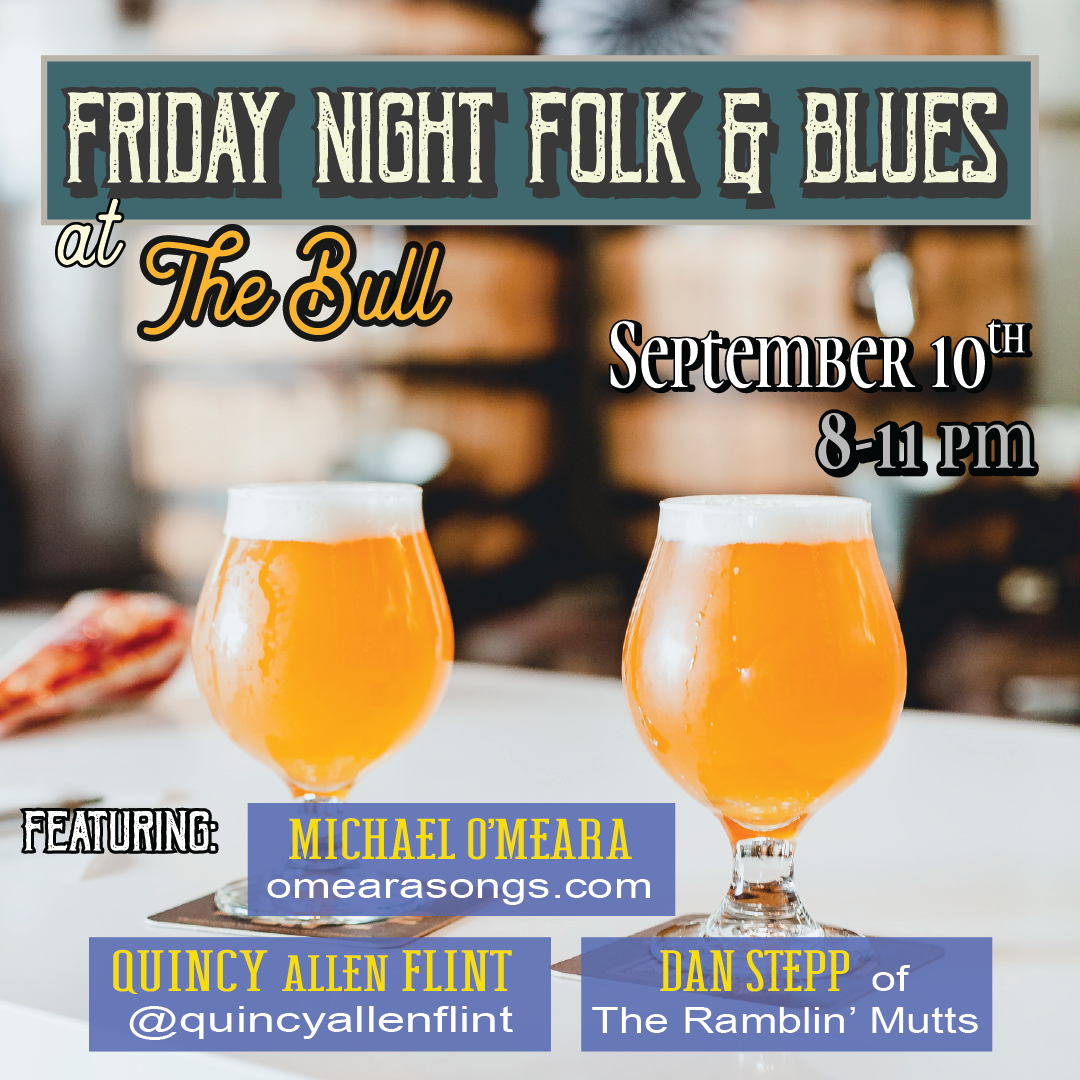 FRIDAY NIGHT FOLK & BLUES
at The Bull
September 10th
8-11 pm
FEATURING:
MICHAEL O'MEARA
omearasongs.com
QUINCY ALLEN FLINT
@quincyallenflint
DAN STEPP of
The Ramblin' Mutts